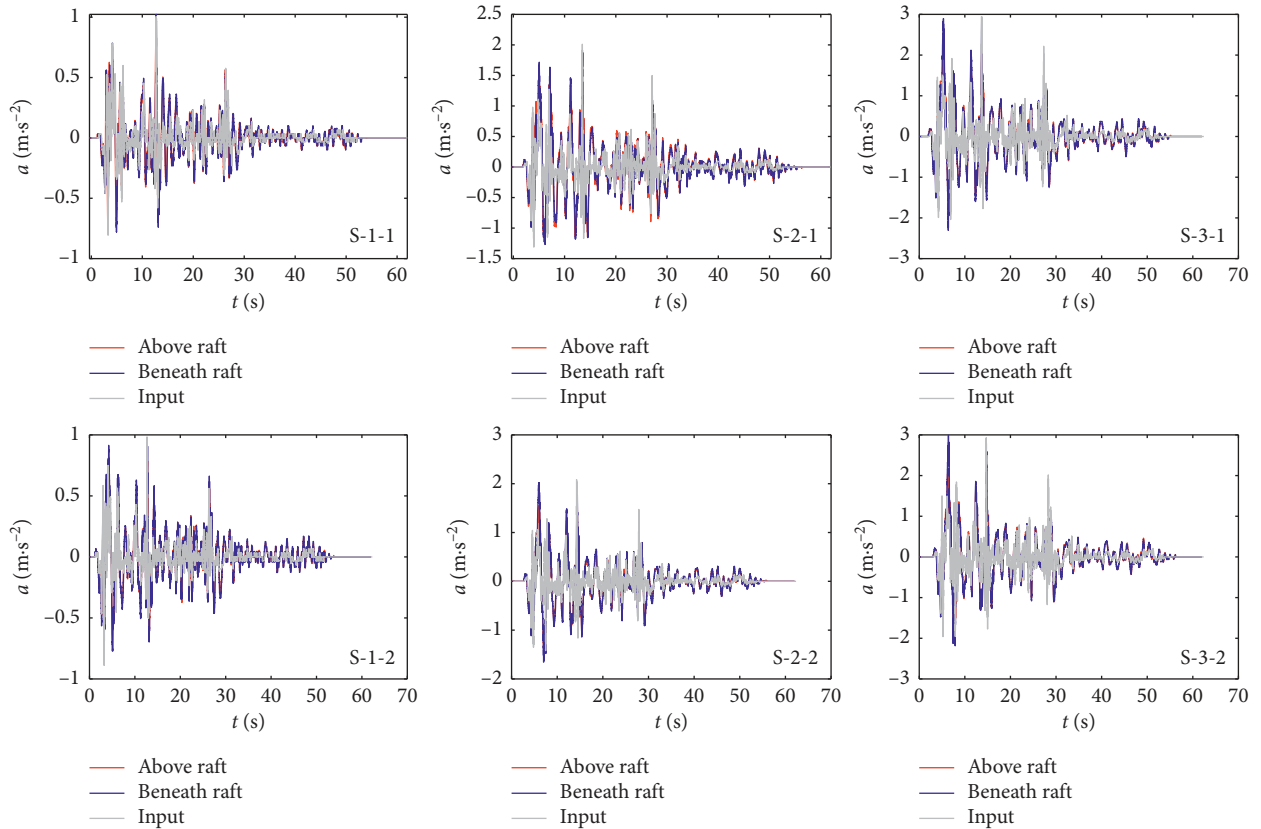 1
0.5
0
−0.5
−1
a (m·s−2)
0 10 20 30 40 50 60
t (s)
S-1-1
Above raft
Beneath raft
Input
2.5
2
1.5
1
0.5
0
−0.5
−1
−1.5
a (m·s−2)
0 10 20 30 40 50 60
t (s)
S-2-1
Above raft
Beneath raft
Input
3
2
1
0
−1
−2
−3
a (m·s−2)
0 10 20 30 40 50 60 70
t (s)
S-3-1
Above raft
Beneath raft
Input
1
0.5
0
−0.5
−1
a (m·s−2)
0 10 20 30 40 50 60 70
t (s)
S-1-2
Above raft
Beneath raft
Input
3
2
1
0
−1
−2
a (m·s−2)
0 10 20 30 40 50 60 70
t (s)
S-2-2
Above raft
Beneath raft
Input
3
2
1
0
−1
−2
−3
a (m·s−2)
0 10 20 30 40 50 60 70
t (s)
S-3-2
Above raft
Beneath raft
Input